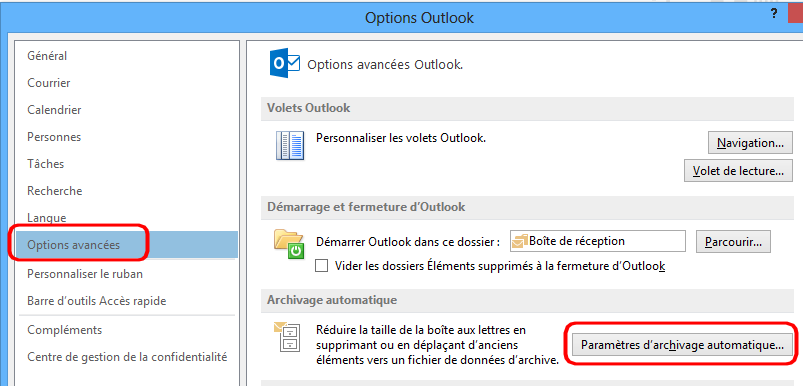 Options Outlook
?
Général
Courrier
Calendrier
Personnes
Tâches
Recherche
Langue
Options avancées
Personnaliser le ruban
Barre d'outils Accès rapide
Compléments
Centre de gestion de la confidentialité
Options avancées Outlook.
Volets Outlook
Personnaliser les volets Outlook.
Navigation...
Volet de lecture...
Démarrage et fermeture d'Outlook
Démarrer Outlook dans ce dossier :
Boîte de réception
Parcourir...
Vider les dossiers Éléments supprimés à la fermeture d'Outlook
Archivage automatique
Réduire la taille de la boîte aux lettres en
supprimant ou en déplaçant d'anciens
éléments vers un fichier de données d'archive.
Paramètres d'archivage automatique...